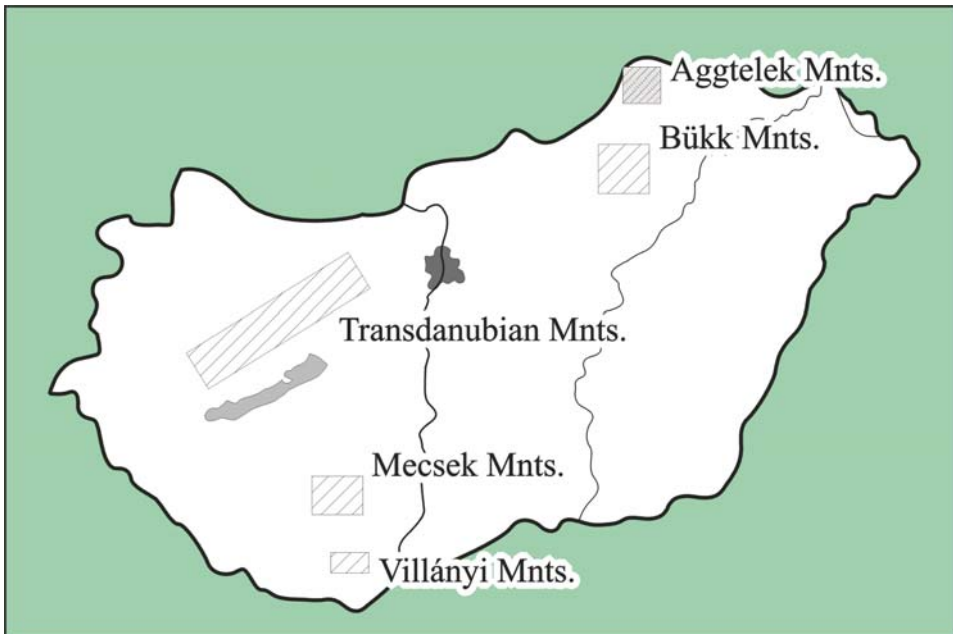 Aggtelek Mnts.
Bükk Mnts.
Transdanubian Mnts.
Mecsek Mnts.
Villányi Mnts.